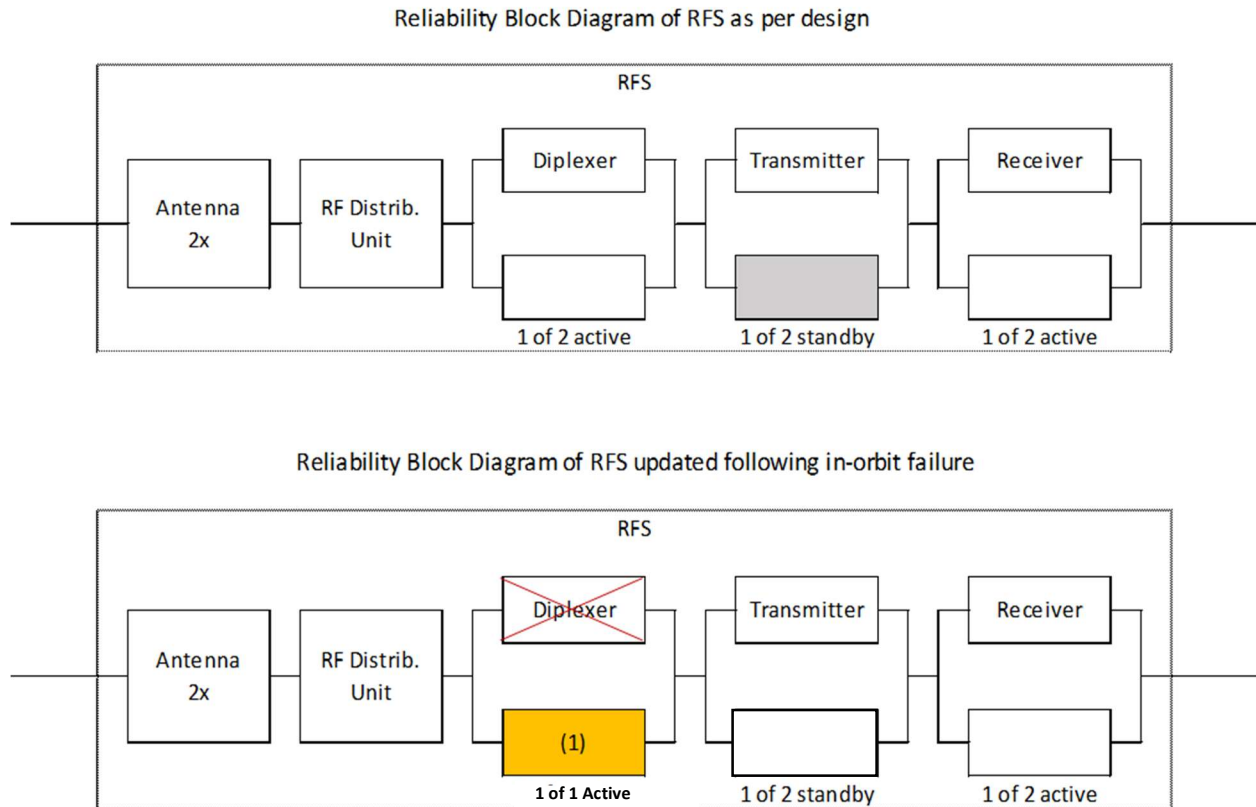 Reliability Block Diagram of RFS as per design
RFS
Diplexer
Transmitter
Receiver
Antenna
2x
RF Distrib.
Unit
1 of 2 active
1 of 2 standby
1 of 2 active
Reliability Block Diagram of RFS updated following in-orbit failure
RFS
Diplexer
Transmitter
Receiver
Antenna
2x
RF Distrib.
Unit
(1)
1 of 1 Active
1 of 2 standby
1 of 2 active